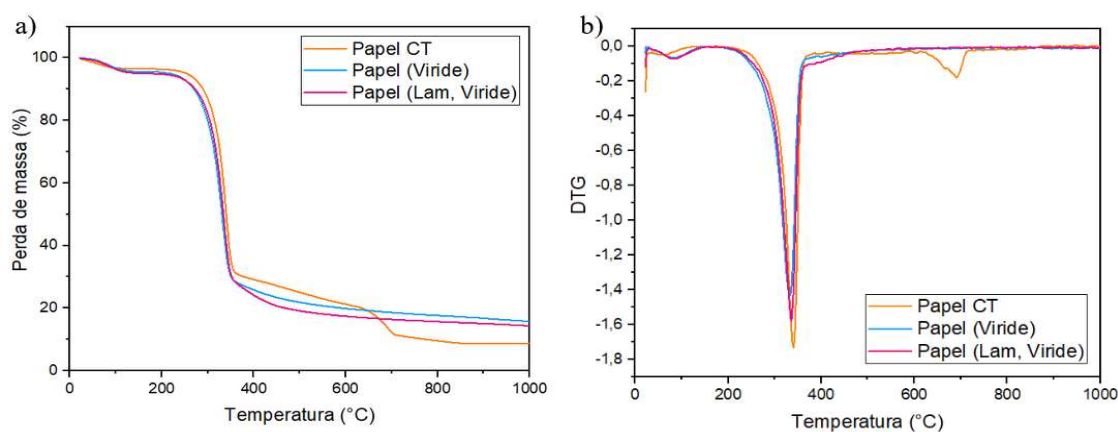 a)
Papel CT
Papel (Viride)
Papel (Lam, Viride)
Perda de massa (%)
100
80
60
40
20
0
0 200 400 600 800 1000
Temperatura (°C)
b)
DTG
0,0
-0,2
-0,4
-0,6
-0,8
-1,0
-1,2
-1,4
-1,6
-1,8
Papel CT
Papel (Viride)
Papel (Lam, Viride)
0 200 400 600 800 1000
Temperatura (°C)